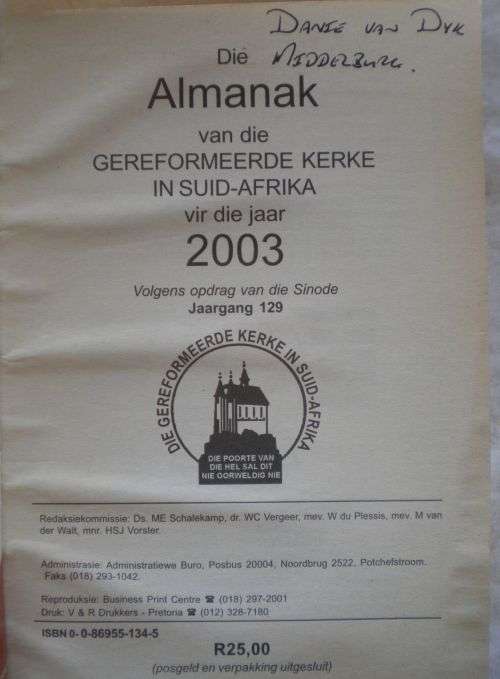 Danie van Dyk
Middelburg.
Die
Almanak
van die
GEREFORMEERDE KERKE
IN SUID-AFRIKA
vir die jaar
2003
Volgens opdrag van die Sinode
Jaargang 129
DIE GEREFORMEERDE KERKE IN SUID-AFRIKA
DIE POORTE VAN
DIE HEL SAL DIT
NIE OORWELDIG NIE
Redaksiekommissie: Ds. ME Schalekamp, dr. WC Vergeer, mev. W du Plessis, mev. M van
der Walt, mnr. HSJ Vorster.
Administrasie: Administratiewe Buro, Posbus 20004, Noordbrug 2522, Potchefstroom.
Faks (018) 293-1042.
Reproduksie: Business Print Centre ☎ (018) 297-2001
Druk: V & R Drukkers - Pretoria ☎ (012) 328-7180
ISBN 0- 0-86955-134-5
R25,00
(posgeld en verpakking uitgesluit)